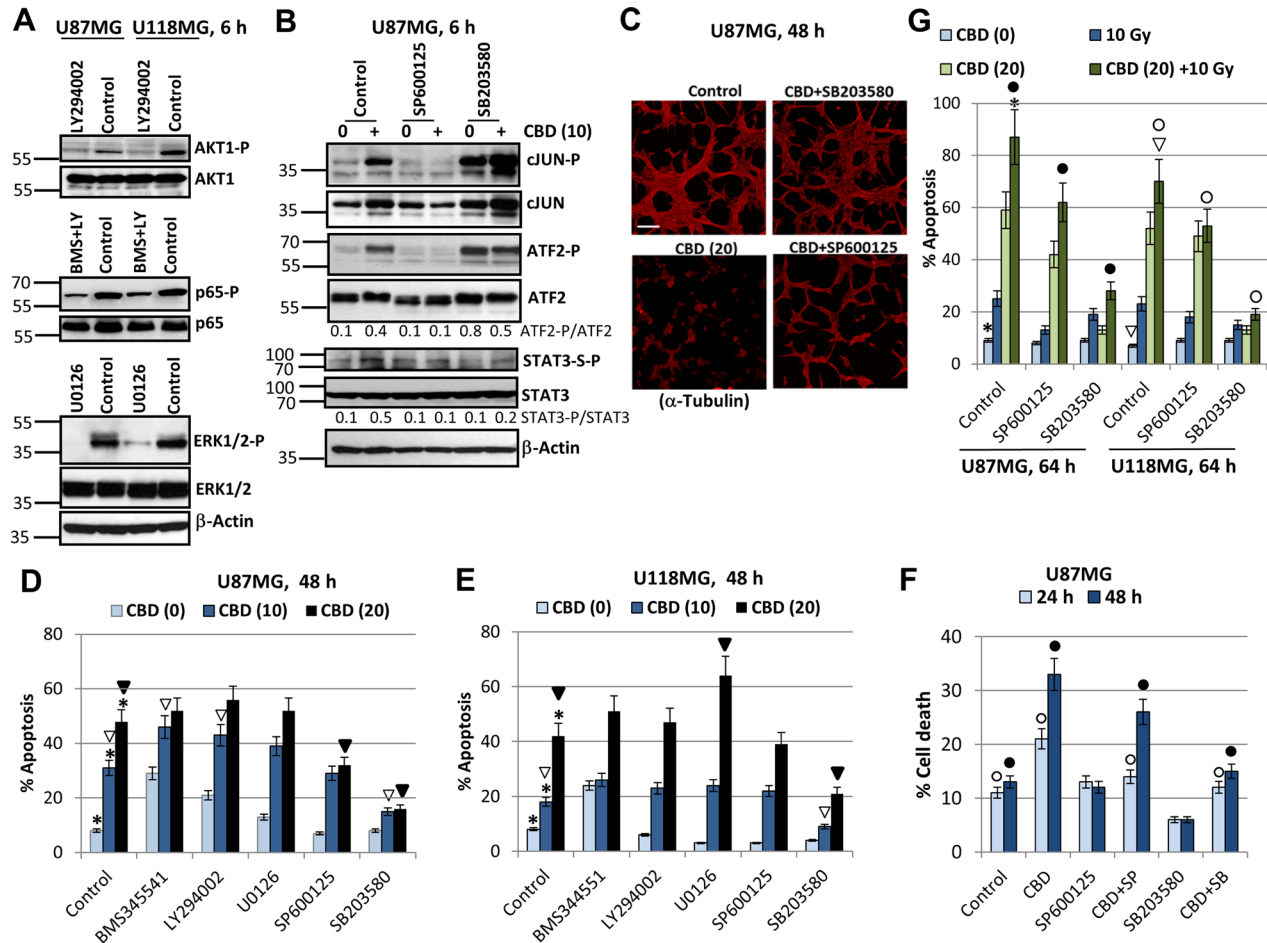 A
U87MG U118MG, 6 h
LY294002 Control LY294002 Control
AKT1-P
55
AKT1
55
BMS+LY Control BMS+LY Control
70
p65-P
55
p65
55
U0126 Control U0126 Control
55
ERK1/2-P
35
ERK1/2
35
β-Actin
35
B
U87MG, 6 h
Control SP600125 SB203580
0 + 0 + 0 + CBD (10)
cJUN-P
35
cJUN
35
70
ATF2-P
55
ATF2
55
0.1 0.4 0.1 0.1 0.8 0.5 ATF2-P/ATF2
100
STAT3-S-P
70
100
STAT3
70
0.1 0.5 0.1 0.1 0.1 0.2 STAT3-P/STAT3
β-Actin
35
C
U87MG, 48 h
Control CBD+SB203580
CBD (20) CBD+SP600125
(α-Tubulin)
G
CBD (0) 10 Gy
CBD (20) CBD (20) +10 Gy
% Apoptosis
100
80
60
40
20
0
*
*
Control SP600125 SB203580 Control SP600125 SB203580
U87MG, 64 h U118MG, 64 h
D
U87MG, 48 h
CBD (0) CBD (10) CBD (20)
% Apoptosis
80
60
40
20
0
* * *
Control BMS345541 LY294002 U0126 SP600125 SB203580
E
U118MG, 48 h
CBD (0) CBD (10) CBD (20)
% Apoptosis
80
60
40
20
0
* * *
Control BMS344551 LY294002 U0126 SP600125 SB203580
F
U87MG
24 h 48 h
% Cell death
40
30
20
10
0
Control CBD SP600125 CBD+SP SB203580 CBD+SB